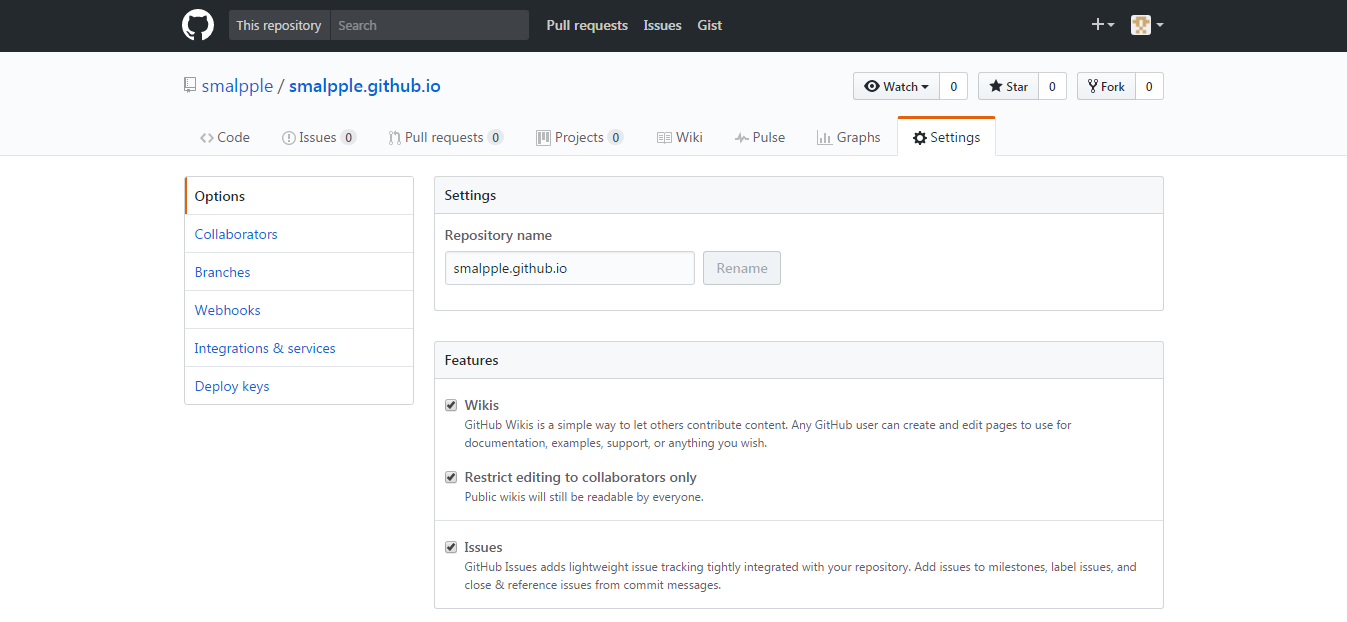 This repository Search Pull requests Issues Gist
smalpple / smalpple.github.io Watch 0 Star 0 Fork 0
Code Issues 0 Pull requests 0 Projects 0 Wiki Pulse Graphs Settings
Options
Collaborators
Branches
Webhooks
Integrations & services
Deploy keys
Settings
Repository name
smalpple.github.io Rename
Features
Wikis
GitHub Wikis is a simple way to let others contribute content. Any GitHub user can create and edit pages to use for
documentation, examples, support, or anything you wish.
Restrict editing to collaborators only
Public wikis will still be readable by everyone.
Issues
GitHub Issues adds lightweight issue tracking tightly integrated with your repository. Add issues to milestones, label issues, and
close & reference issues from commit messages.